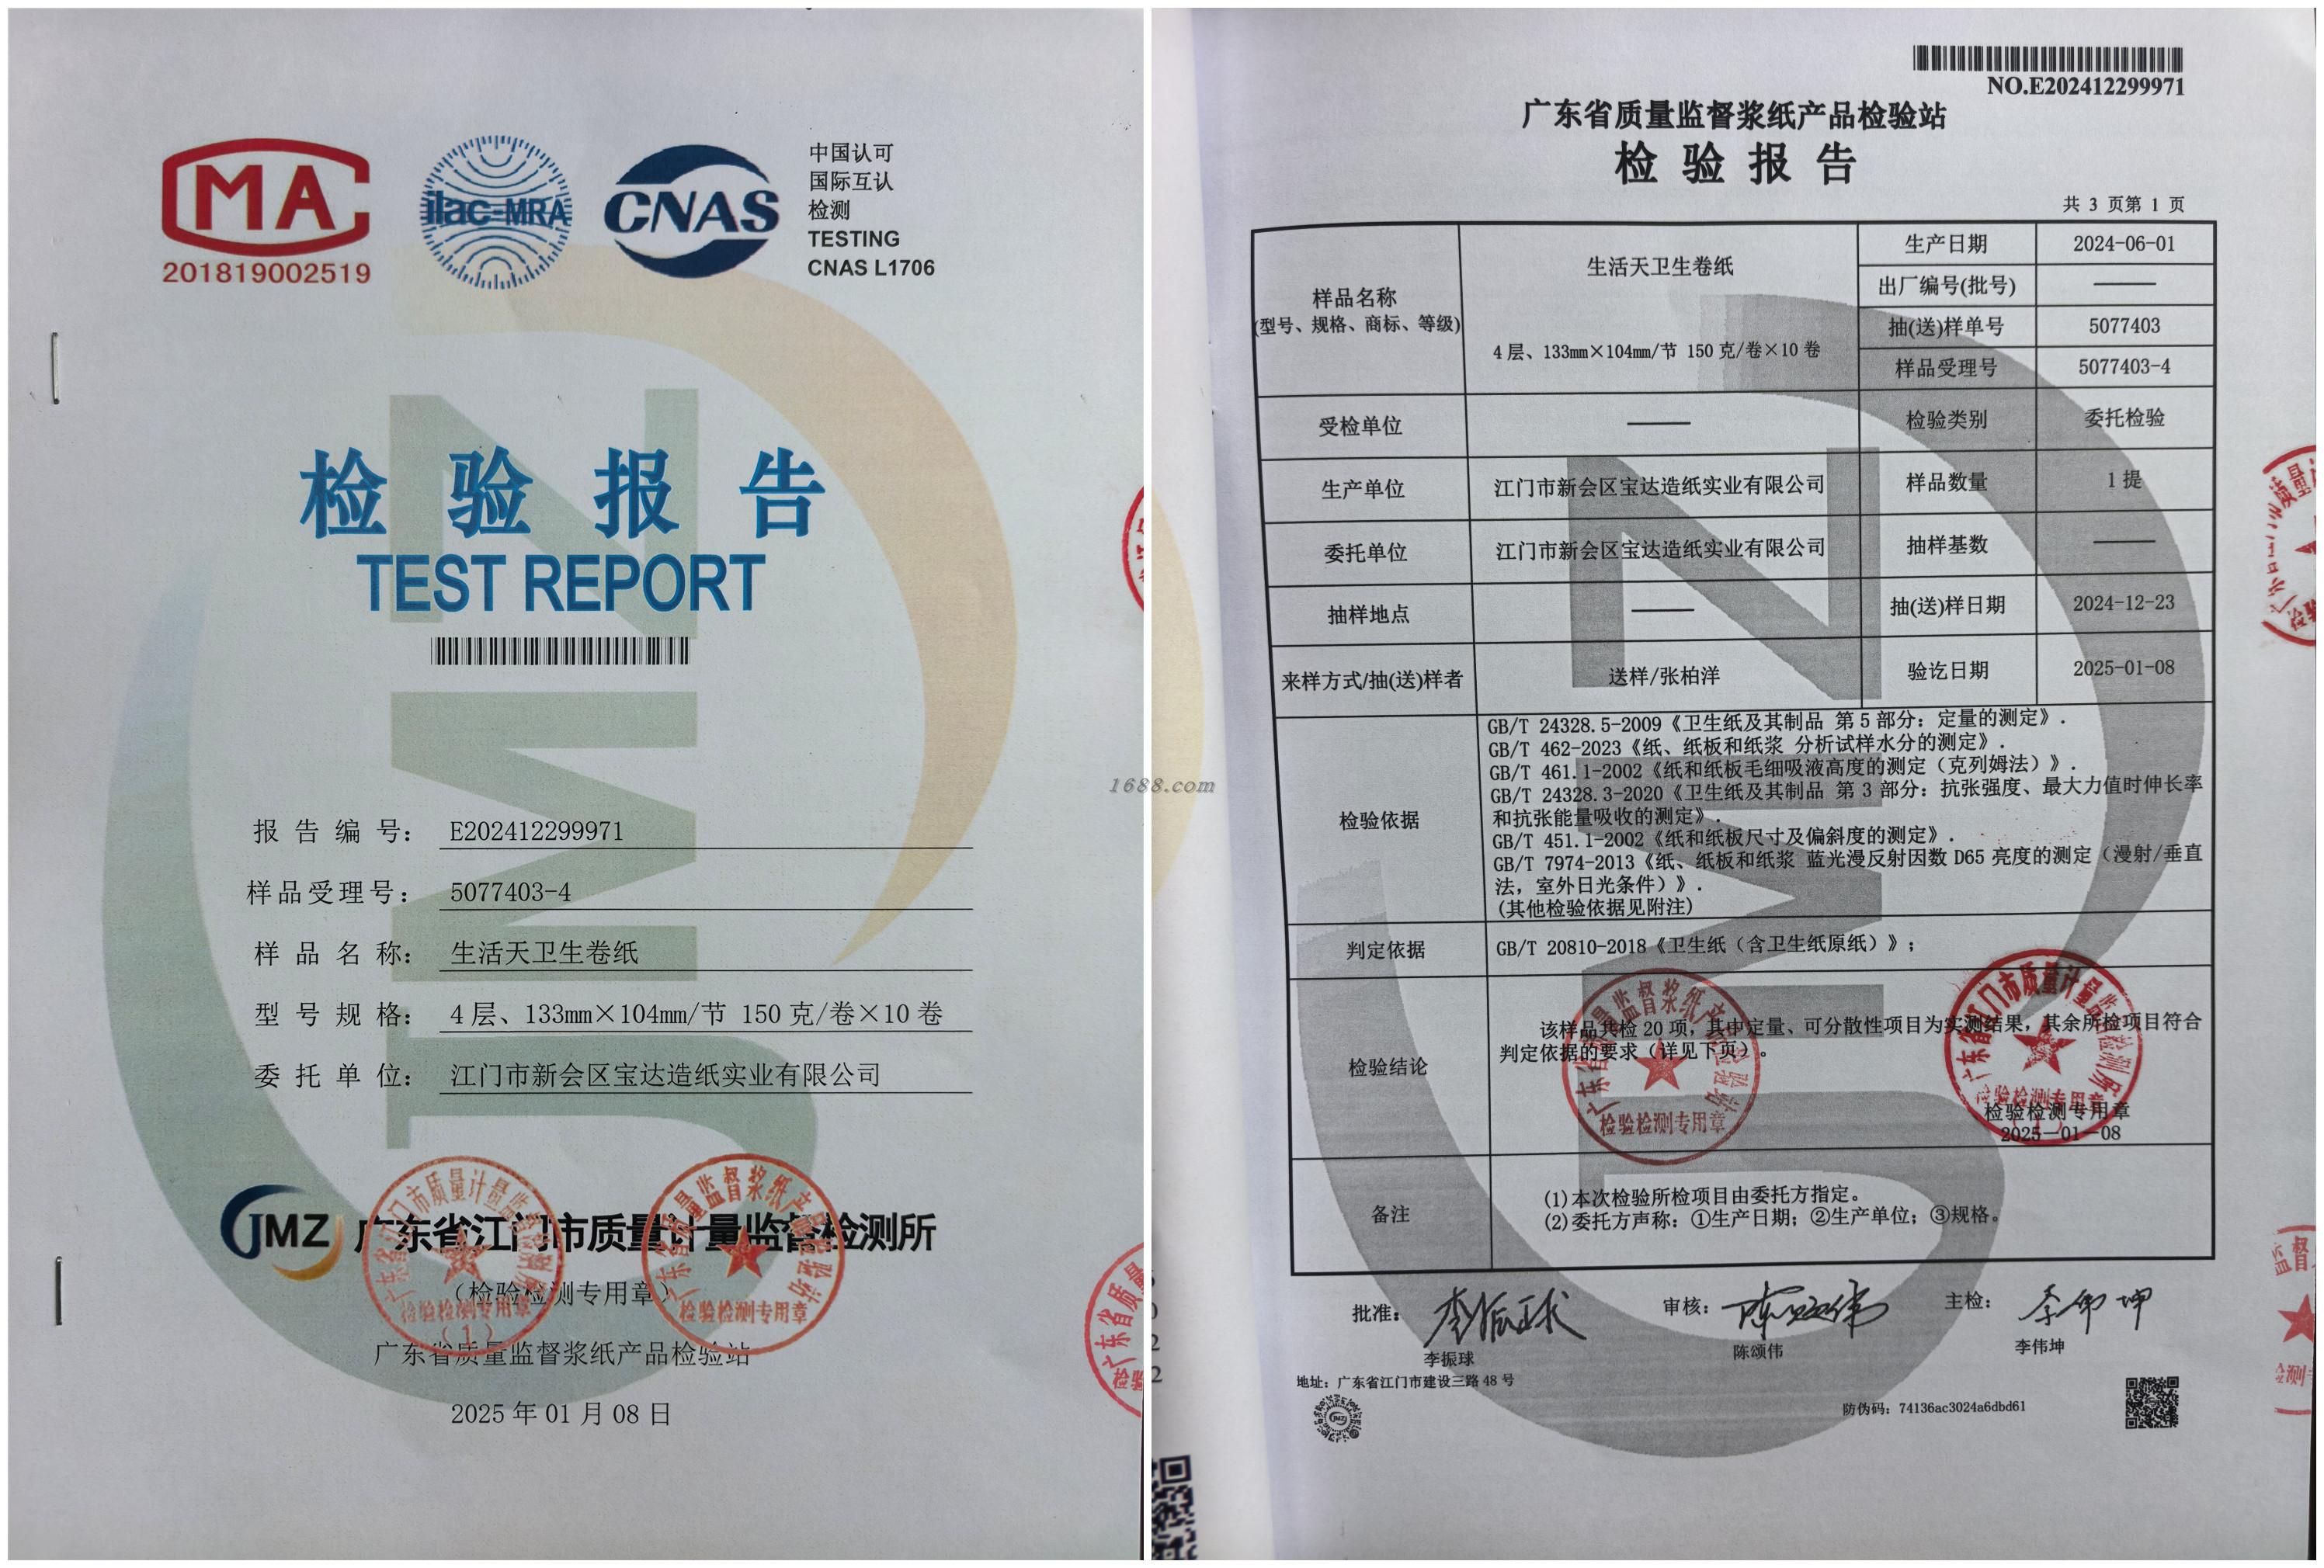 MA
201819002519
ilac-MRA
CNAS
中国认可
国际互认
检测
TESTING
CNAS L1706
检验报告
TEST REPORT
报告编号： E202412299971
样品受理号： 5077403-4
样品名称： 生活天卫生卷纸
型号规格： 4层、133mm×104mm/节 150克/卷×10卷
委托单位： 江门市新会区宝达造纸实业有限公司
JMZ 广东省江门市质量计量监督检测所
（检验检测专用章）
广东省质量监督浆纸产品检验站
2025年01月08日
检验检测专用章
（1）
检验检测专用章
1688.com
NO.E202412299971
广东省质量监督浆纸产品检验站
检验报告
共 3 页第 1 页
样品名称
(型号、规格、商标、等级)
生活天卫生卷纸
4层、133mm×104mm/节 150克/卷×10卷
生产日期 2024-06-01
出厂编号(批号) ——
抽(送)样单号 5077403
样品受理号 5077403-4
受检单位 —— 检验类别 委托检验
生产单位 江门市新会区宝达造纸实业有限公司 样品数量 1提
委托单位 江门市新会区宝达造纸实业有限公司 抽样基数 ——
抽样地点 —— 抽(送)样日期 2024-12-23
来样方式/抽(送)样者 送样/张柏洋 验讫日期 2025-01-08
检验依据
GB/T 24328.5-2009《卫生纸及其制品 第5部分：定量的测定》.
GB/T 462-2023《纸、纸板和纸浆 分析试样水分的测定》.
GB/T 461.1-2002《纸和纸板毛细吸液高度的测定（克列姆法）》.
GB/T 24328.3-2020《卫生纸及其制品 第3部分：抗张强度、最大力值时伸长率
和抗张能量吸收的测定》.
GB/T 451.1-2002《纸和纸板尺寸及偏斜度的测定》.
GB/T 7974-2013《纸、纸板和纸浆 蓝光漫反射因数D65亮度的测定（漫射/垂直
法，室外日光条件）》.
(其他检验依据见附注)
判定依据 GB/T 20810-2018《卫生纸（含卫生纸原纸）》；
检验结论
该样品共检20项，其中定量、可分散性项目为实测结果，其余所检项目符合
判定依据的要求（详见下页）。
检验检测专用章
检验检测专用章
2025-01-08
备注
(1)本次检验所检项目由委托方指定。
(2)委托方声称：①生产日期；②生产单位；③规格。
批准： 李振球 审核： 陈颂伟 主检： 李伟坤
李振球 陈颂伟 李伟坤
地址：广东省江门市建设三路48号
防伪码：74136ac3024a6dbd61